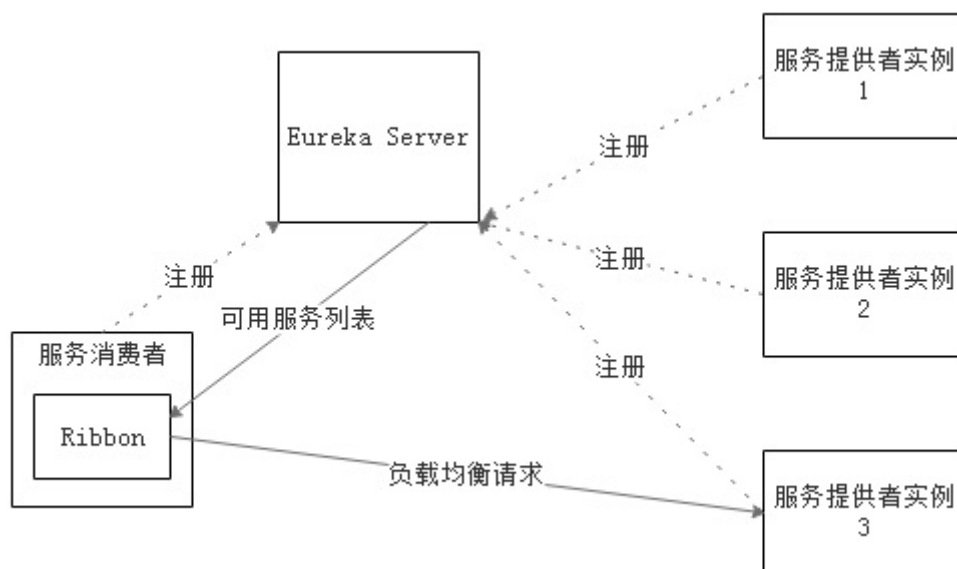 服务提供者实例
1
Eureka Server
注册
注册
服务提供者实例
2
注册
可用服务列表
服务消费者
注册
Ribbon
负载均衡请求
服务提供者实例
3